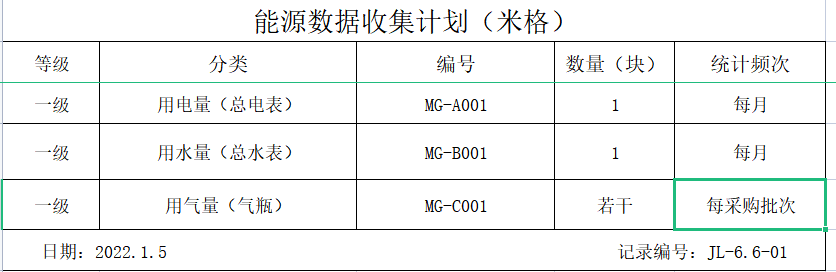 能源数据收集计划（米格）
等级 分类 编号 数量（块） 统计频次
一级 用电量（总电表） MG-A001 1 每月
一级 用水量（总水表） MG-B001 1 每月
一级 用气量（气瓶） MG-C001 若干 每采购批次
日期：2022.1.5 记录编号：JL-6.6-01